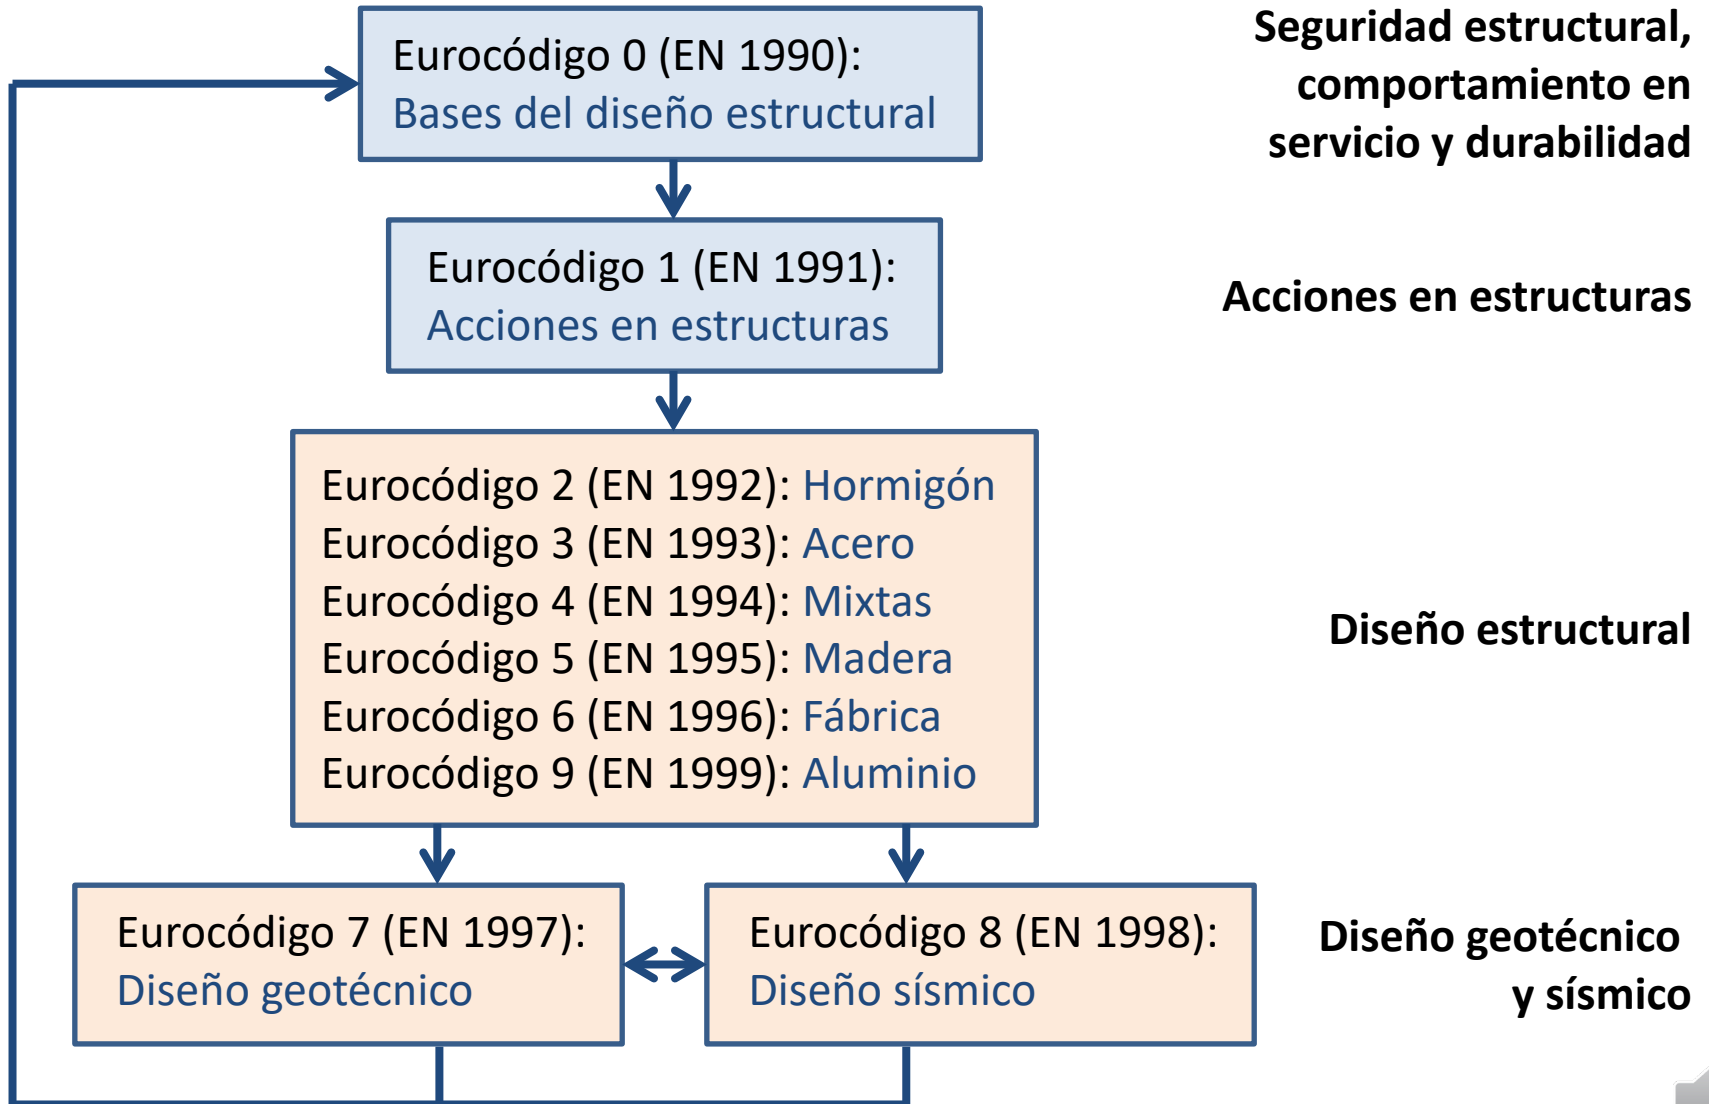 Eurocódigo 0 (EN 1990):
Bases del diseño estructural
Seguridad estructural,
comportamiento en
servicio y durabilidad
Eurocódigo 1 (EN 1991):
Acciones en estructuras
Acciones en estructuras
Eurocódigo 2 (EN 1992): Hormigón
Eurocódigo 3 (EN 1993): Acero
Eurocódigo 4 (EN 1994): Mixtas
Eurocódigo 5 (EN 1995): Madera
Eurocódigo 6 (EN 1996): Fábrica
Eurocódigo 9 (EN 1999): Aluminio
Diseño estructural
Eurocódigo 7 (EN 1997):
Diseño geotécnico
Eurocódigo 8 (EN 1998):
Diseño sísmico
Diseño geotécnico
y sísmico